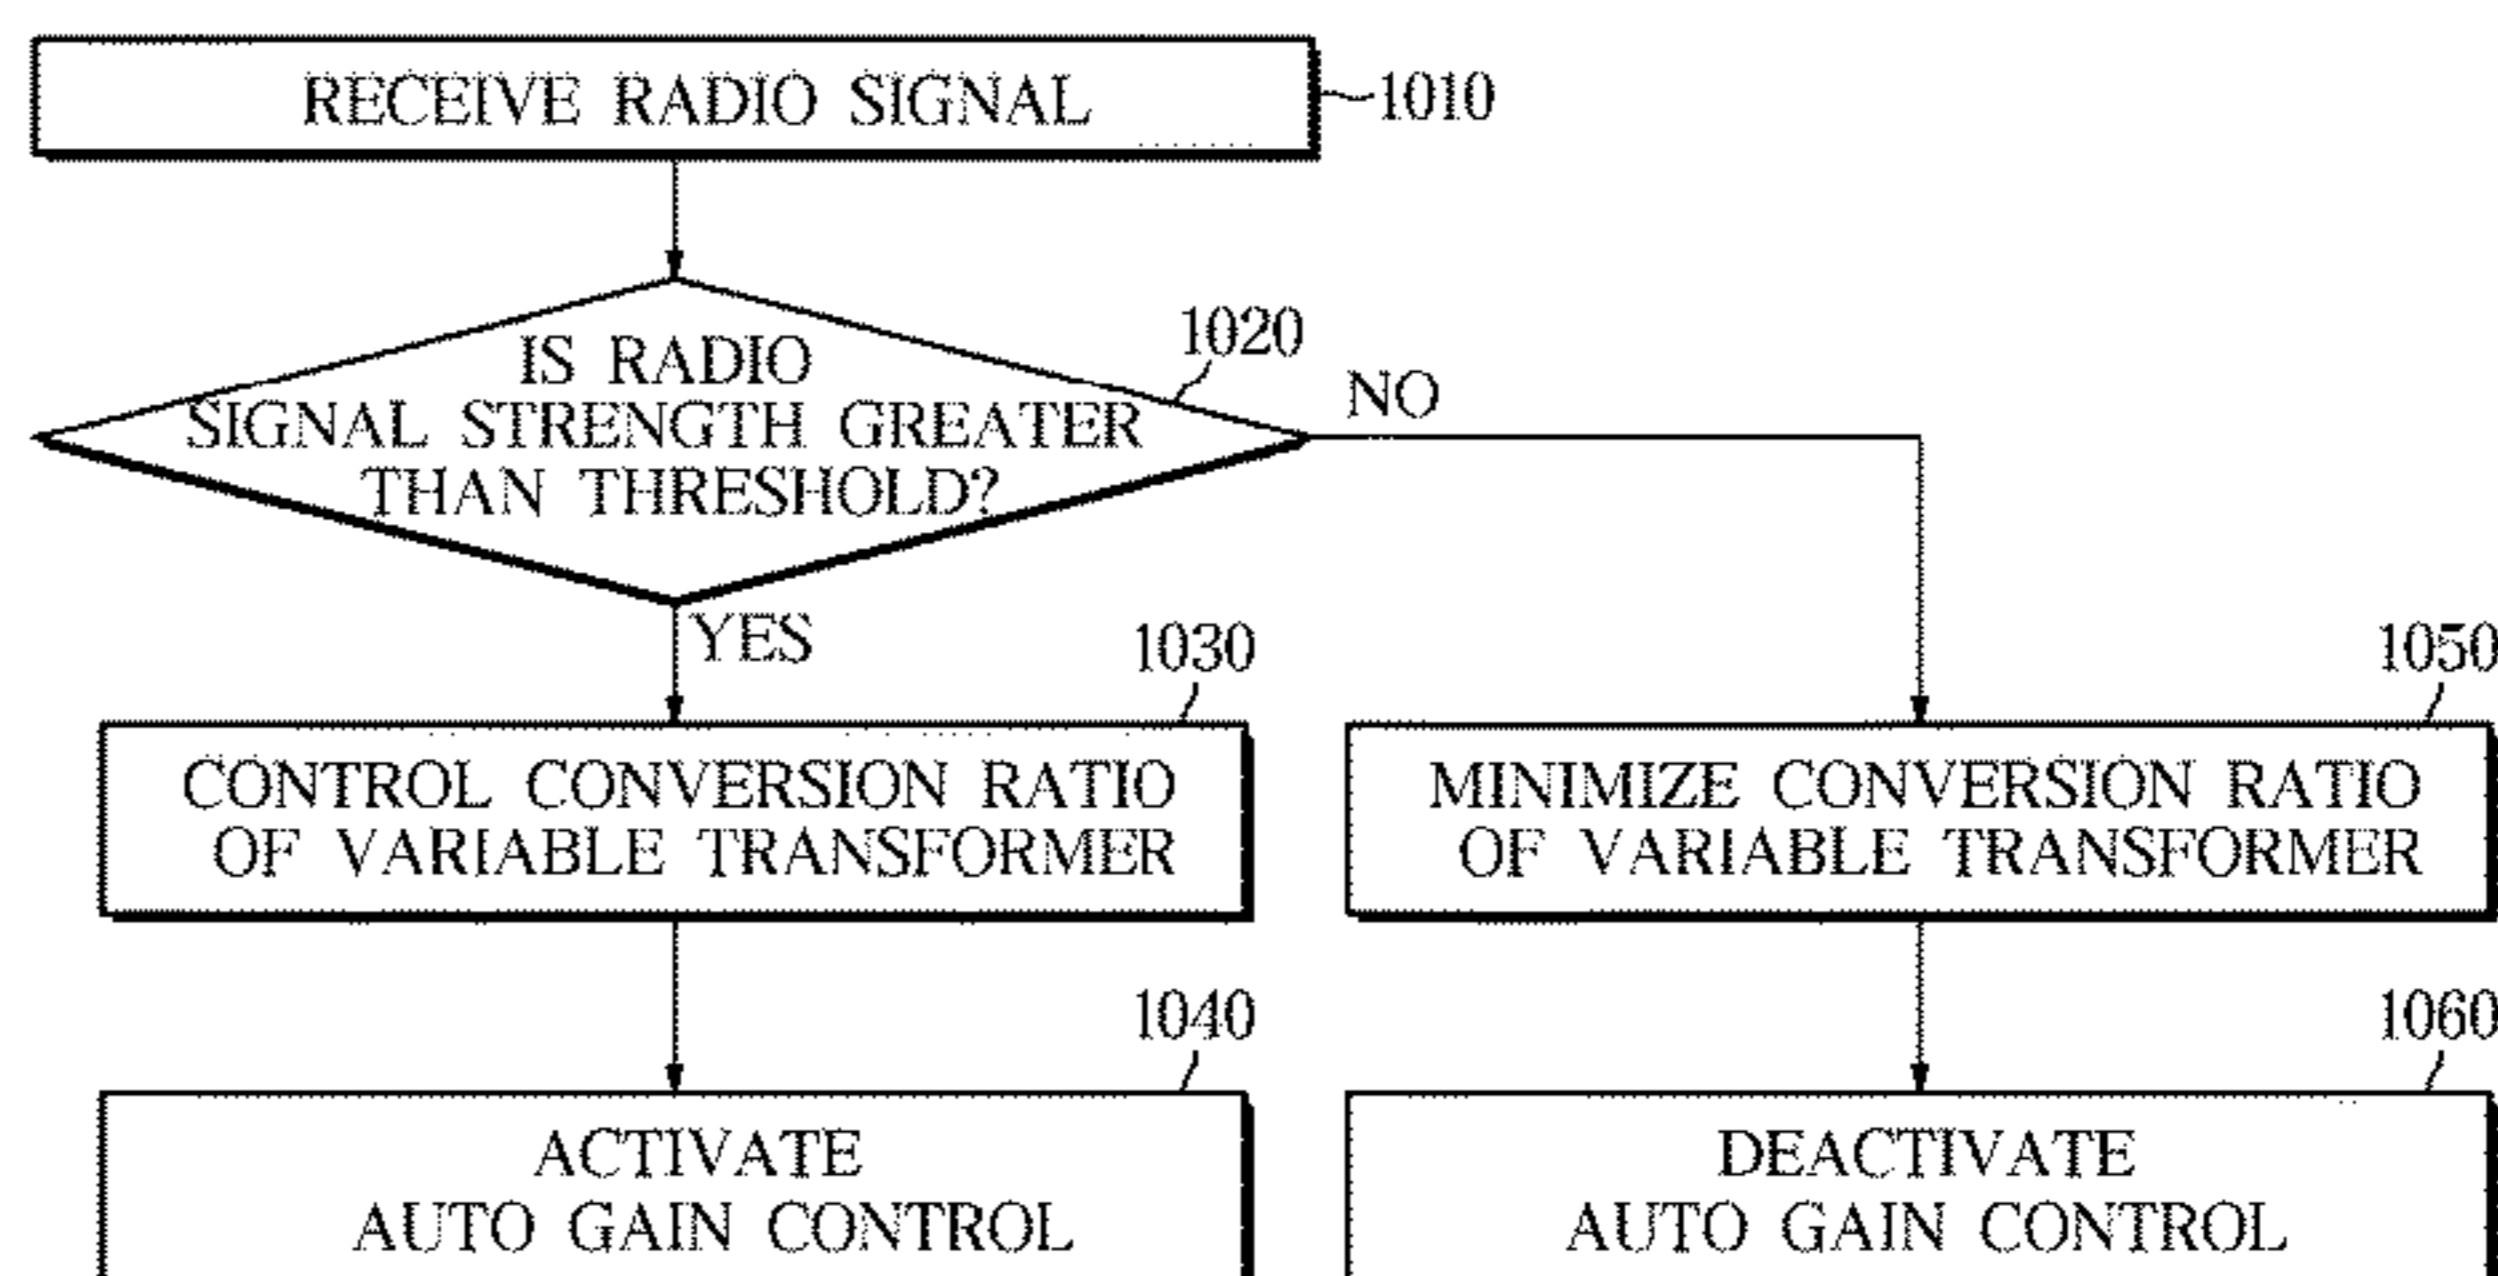 RECEIVE RADIO SIGNAL
1010
IS RADIO
SIGNAL STRENGTH GREATER
THAN THRESHOLD?
1020
NO
YES
1030
CONTROL CONVERSION RATIO
OF VARIABLE TRANSFORMER
1050
MINIMIZE CONVERSION RATIO
OF VARIABLE TRANSFORMER
1040
ACTIVATE
AUTO GAIN CONTROL
1060
DEACTIVATE
AUTO GAIN CONTROL